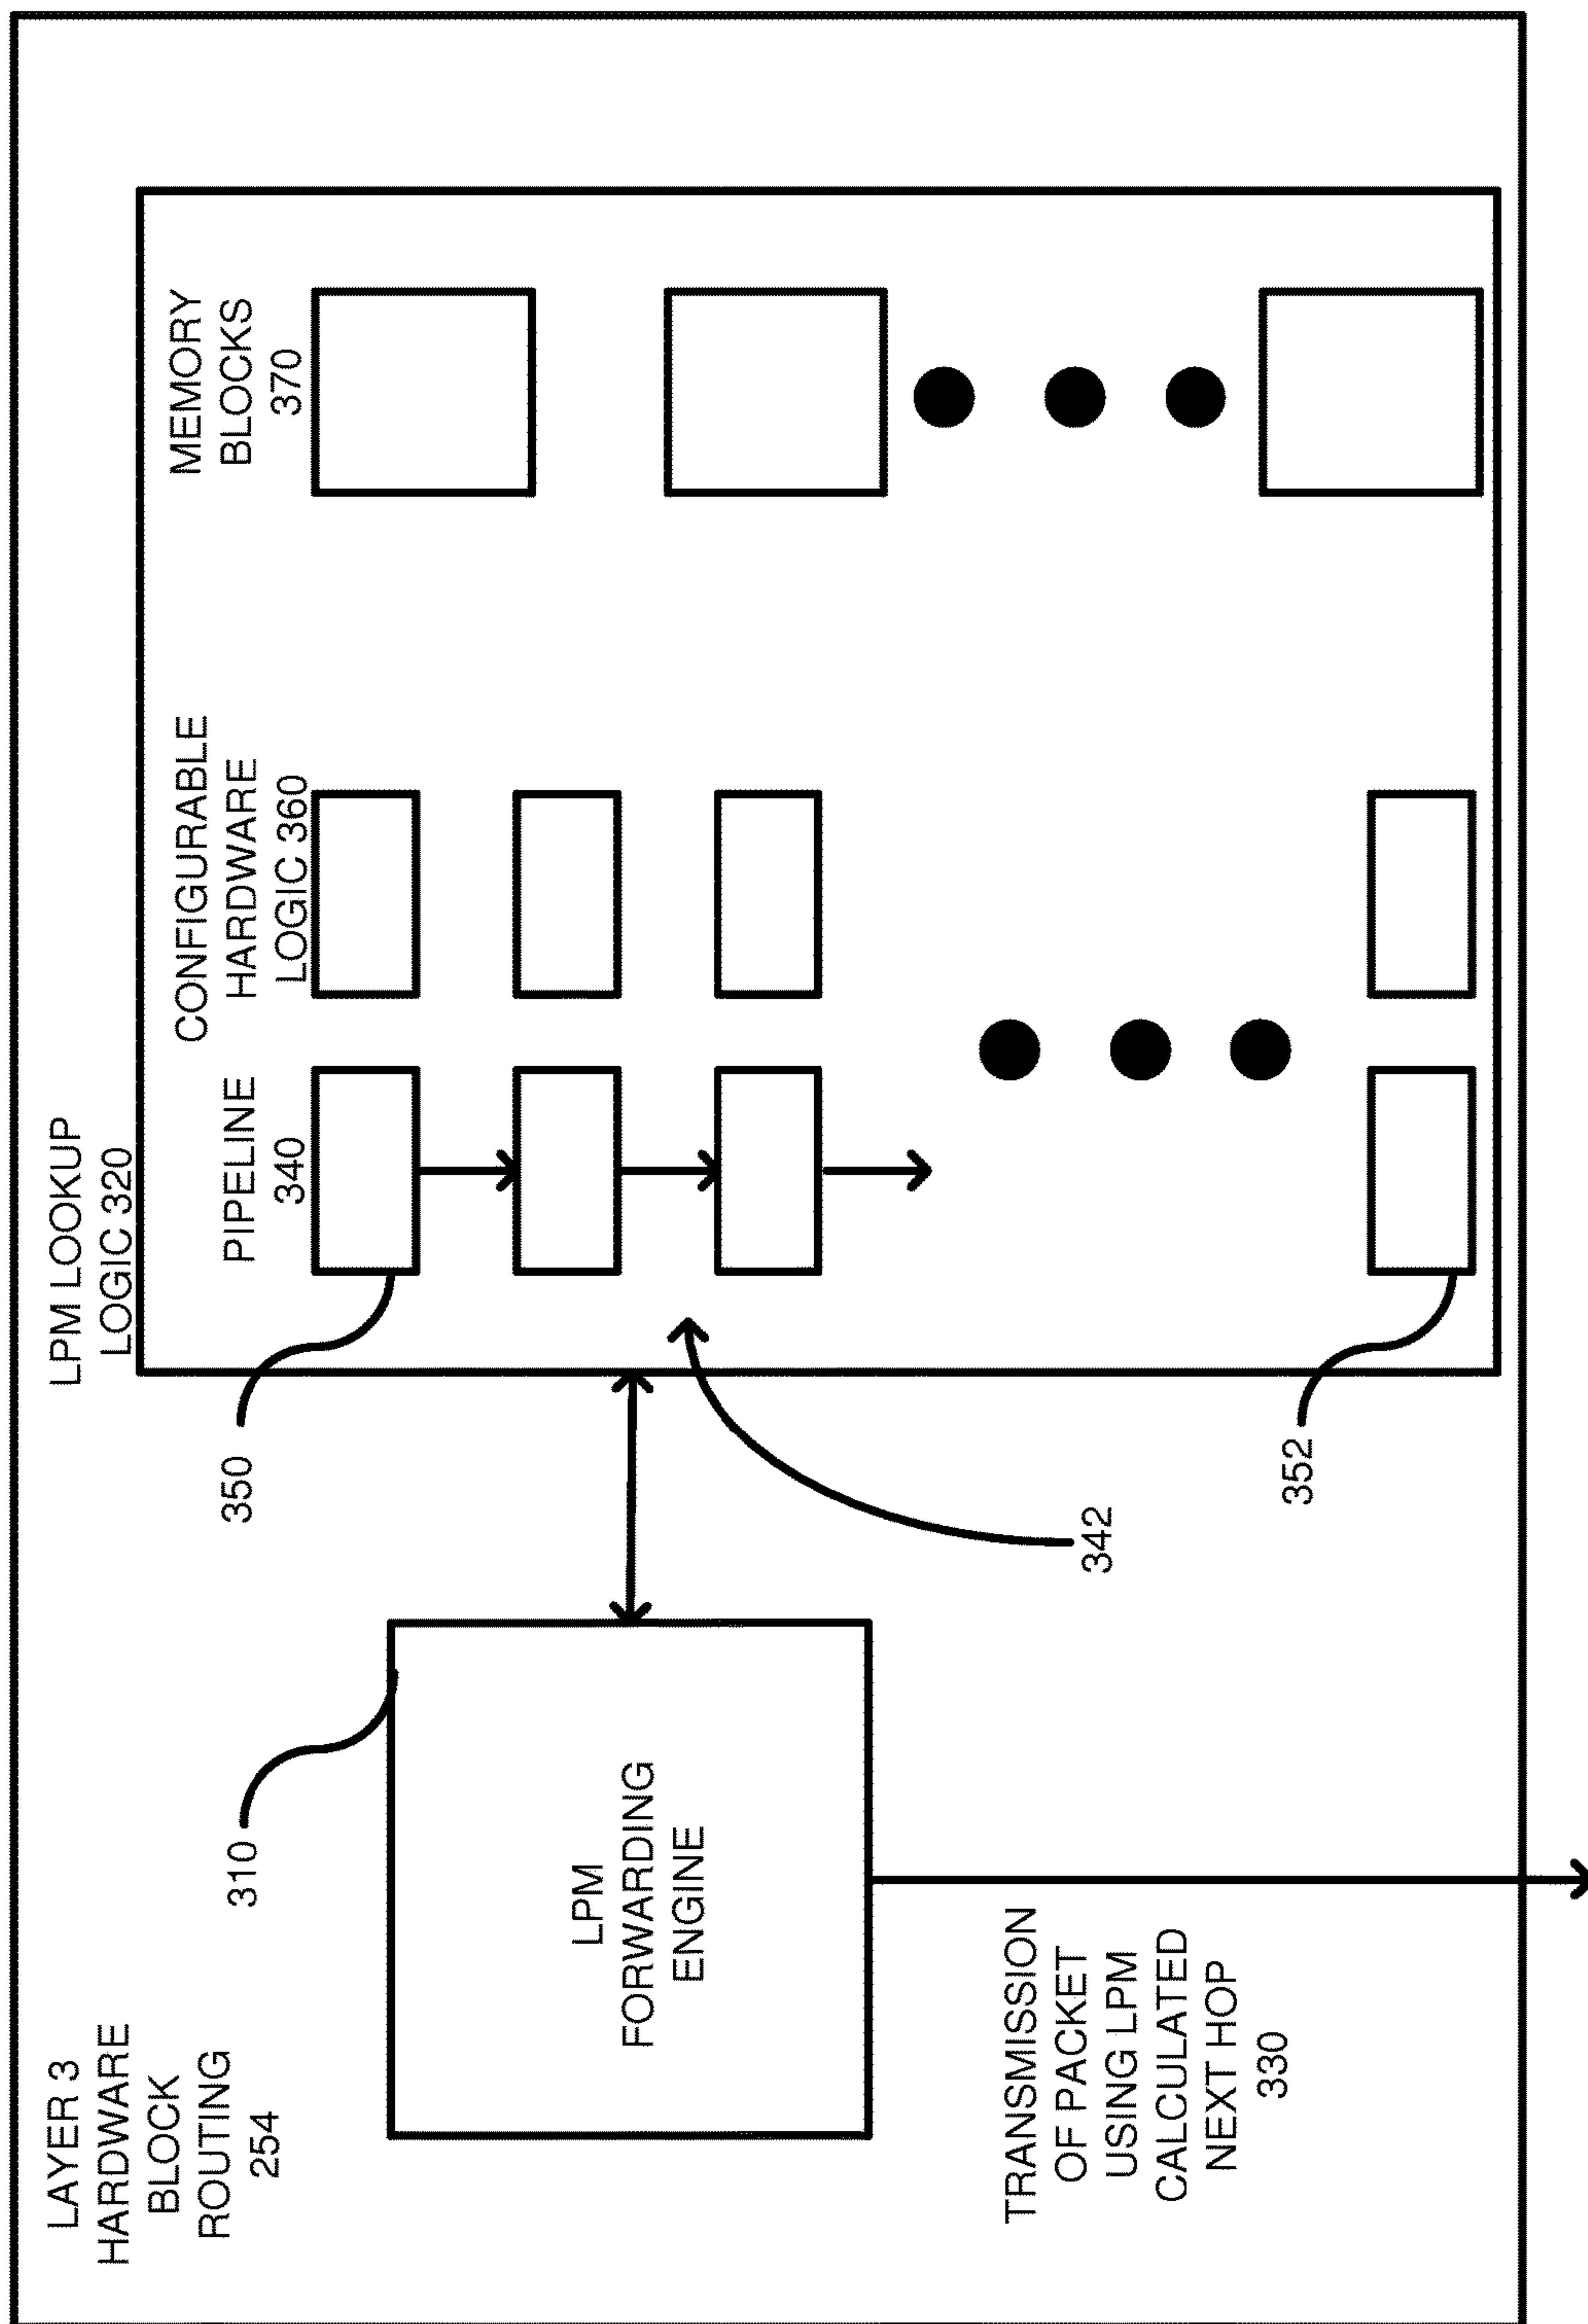 LAYER 3
HARDWARE
BLOCK
ROUTING
254
310
LPM
FORWARDING
ENGINE
TRANSMISSION
OF PACKET
USING LPM
CALCULATED
NEXT HOP
330
LPM LOOKUP
LOGIC 320
350
342
352
PIPELINE
340
CONFIGURABLE
HARDWARE
LOGIC 360
MEMORY
BLOCKS
370